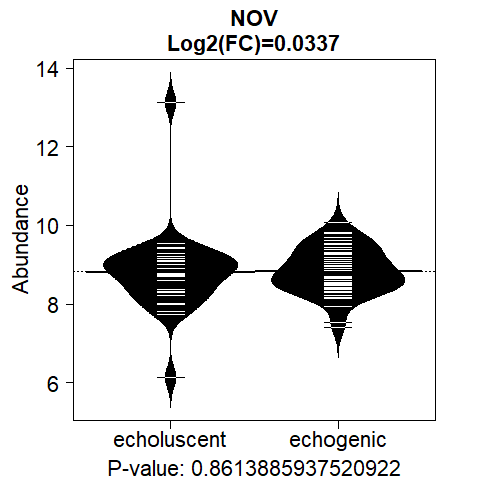 NOV
Log2(FC)=0.0337
Abundance
14
12
10
8
6
echoluscent
echogenic
P-value: 0.8613885937520922